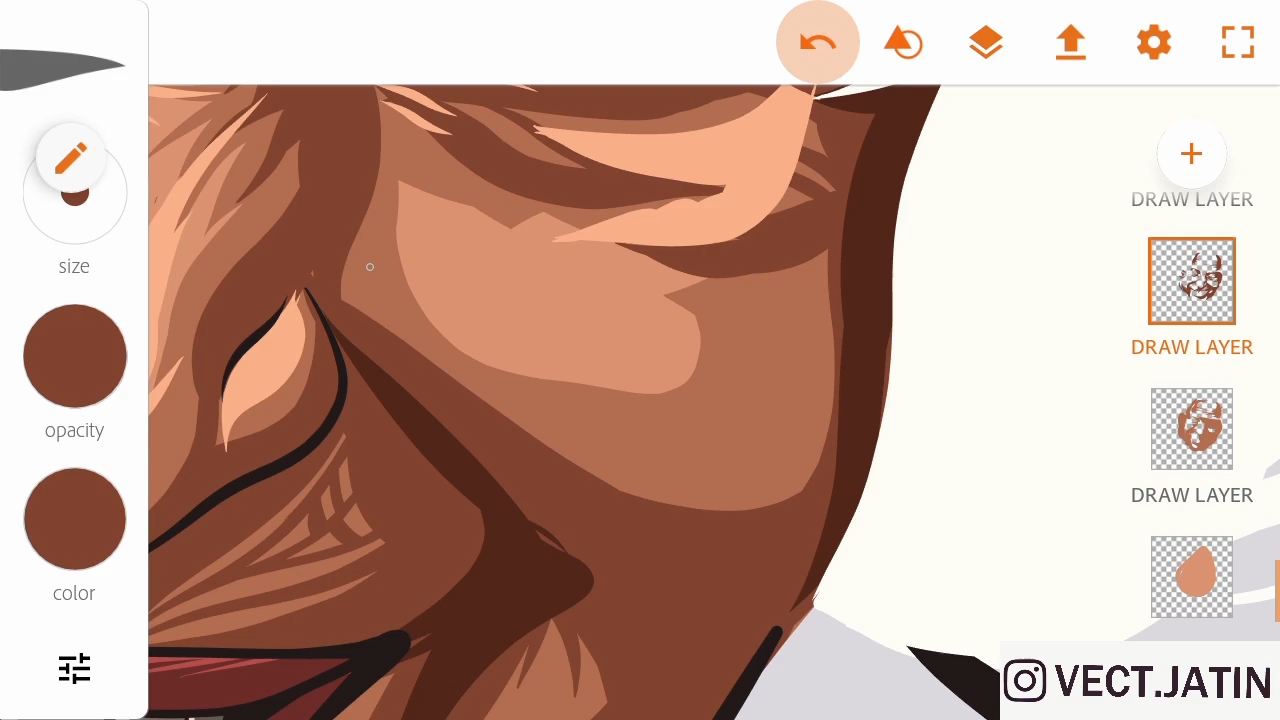 size
opacity
color
DRAW LAYER
DRAW LAYER
DRAW LAYER
VECT.JATIN